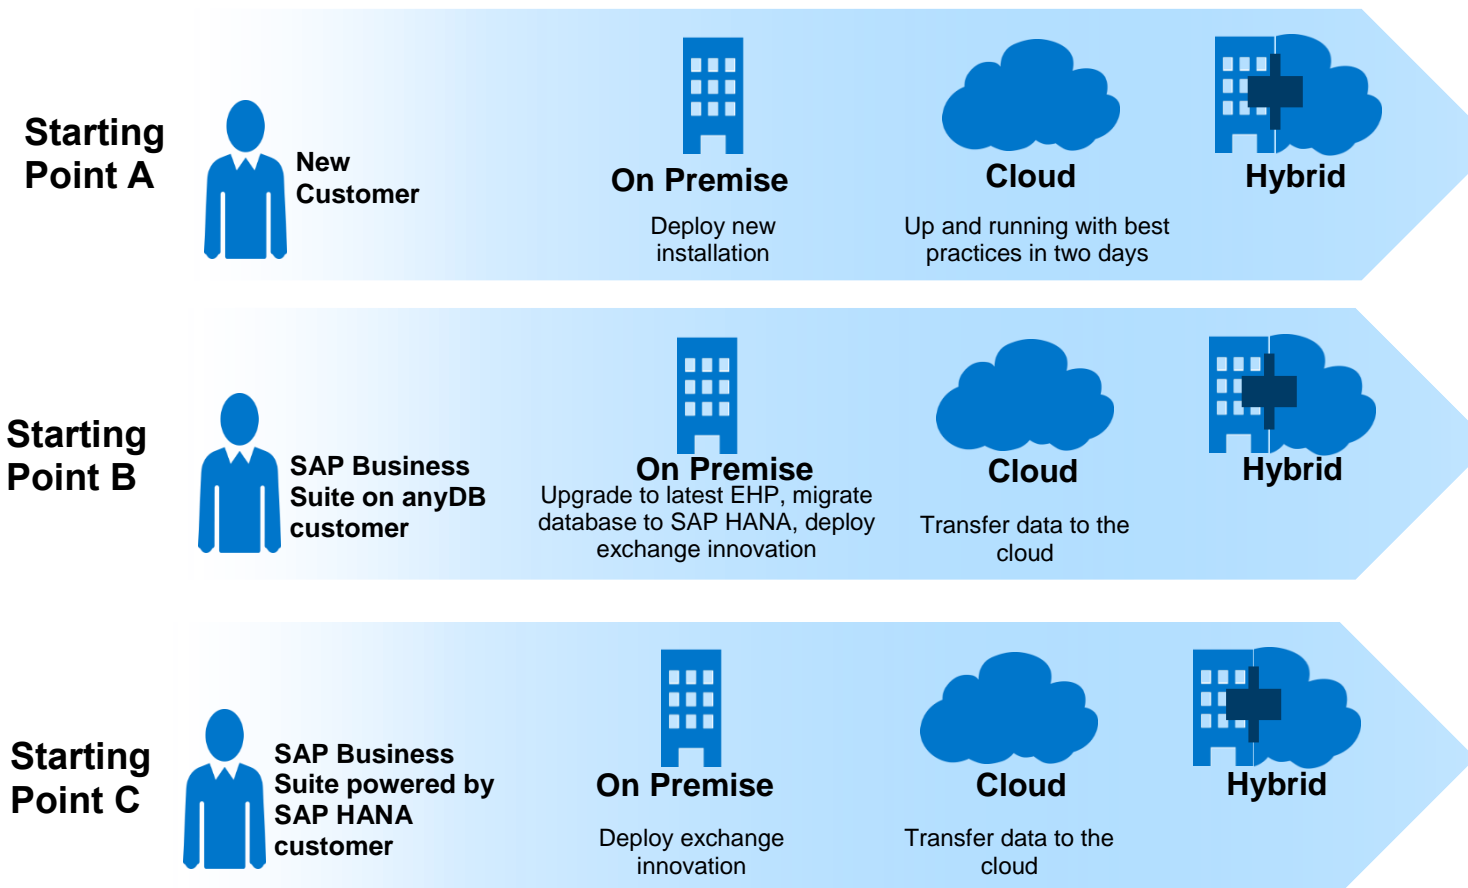 Starting
Point A
New
Customer
On Premise
Deploy new
installation
Cloud
Up and running with best
practices in two days
Hybrid
Starting
Point B
SAP Business
Suite on anyDB
customer
On Premise
Upgrade to latest EHP, migrate
database to SAP HANA, deploy
exchange innovation
Cloud
Transfer data to the
cloud
Hybrid
Starting
Point C
SAP Business
Suite powered by
SAP HANA
customer
On Premise
Deploy exchange
innovation
Cloud
Transfer data to the
cloud
Hybrid